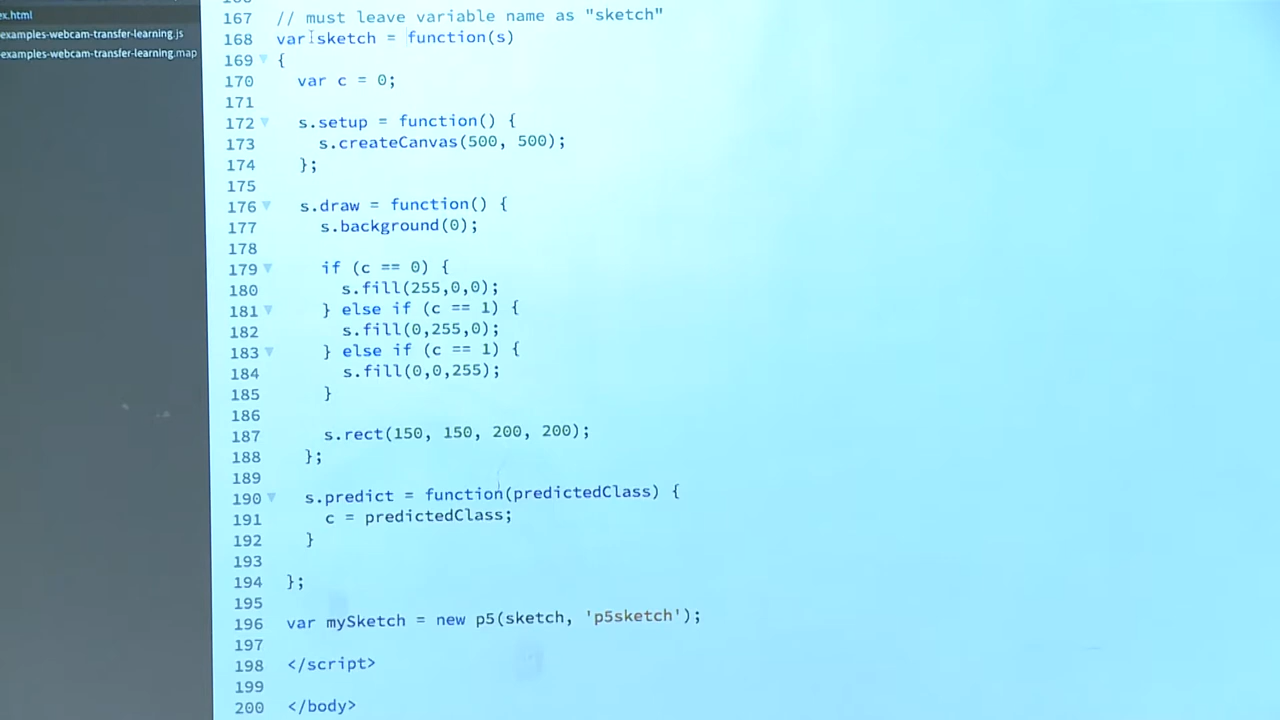 ex.html
examples-webcam-transfer-learning.js
examples-webcam-transfer-learning.map
167 // must leave variable name as "sketch"
168 var sketch = function(s)
169 {
170 var c = 0;
171
172 s.setup = function() {
173 s.createCanvas(500, 500);
174 };
175
176 s.draw = function() {
177 s.background(0);
178
179 if (c == 0) {
180 s.fill(255,0,0);
181 } else if (c == 1) {
182 s.fill(0,255,0);
183 } else if (c == 1) {
184 s.fill(0,0,255);
185 }
186
187 s.rect(150, 150, 200, 200);
188 };
189
190 s.predict = function(predictedClass) {
191 c = predictedClass;
192 }
193
194 };
195
196 var mySketch = new p5(sketch, 'p5sketch');
197
198 </script>
199
200 </body>